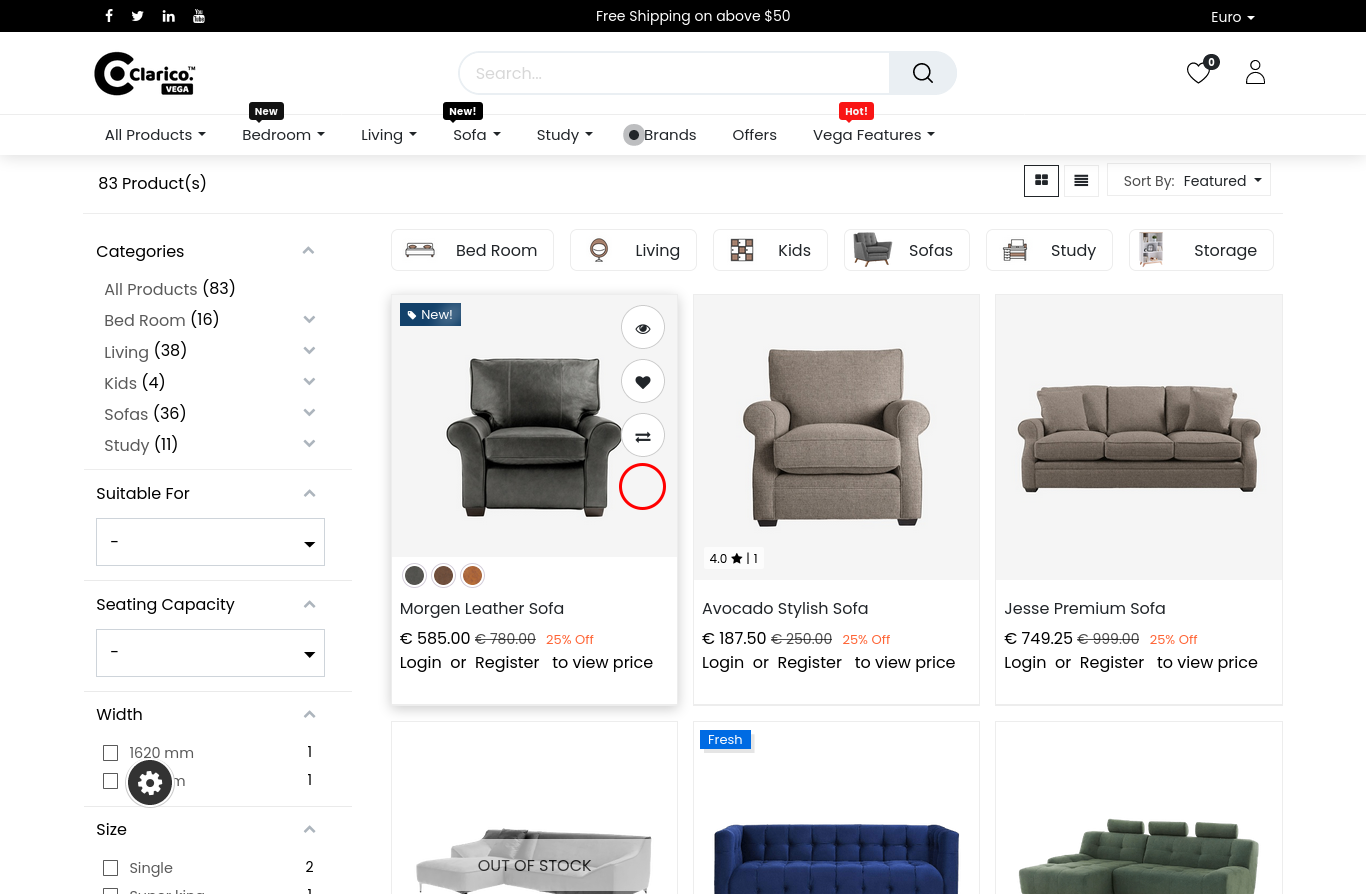 Free Shipping on above $50
Euro
Clarico.™
VEGA
Search...
0
New
New!
Hot!
All Products
Bedroom
Living
Sofa
Study
Brands
Offers
Vega Features
83 Product(s)
Sort By: Featured
Categories
All Products (83)
Bed Room (16)
Living (38)
Kids (4)
Sofas (36)
Study (11)
Suitable For
-
Seating Capacity
-
Width
1620 mm 1
1
Size
Single 2
Bed Room
Living
Kids
Sofas
Study
Storage
New!
Morgen Leather Sofa
€ 585.00 € 780.00 25% Off
Login or Register to view price
4.0 | 1
Avocado Stylish Sofa
€ 187.50 € 250.00 25% Off
Login or Register to view price
Jesse Premium Sofa
€ 749.25 € 999.00 25% Off
Login or Register to view price
OUT OF STOCK
Fresh